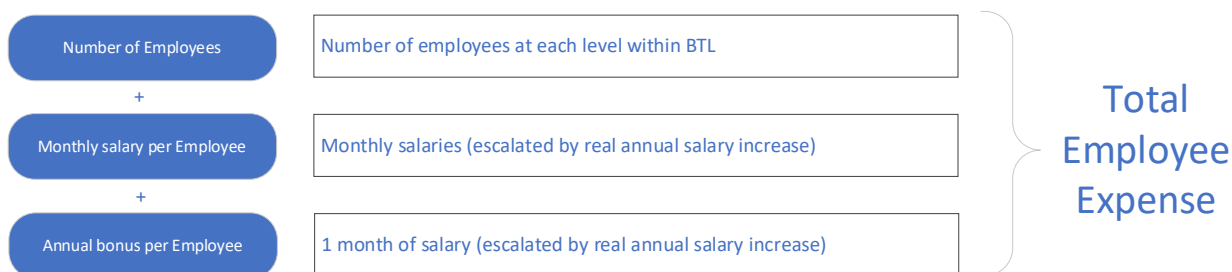 Number of Employees
Number of employees at each level within BTL
+
Monthly salary per Employee
Monthly salaries (escalated by real annual salary increase)
+
Annual bonus per Employee
1 month of salary (escalated by real annual salary increase)
Total
Employee
Expense